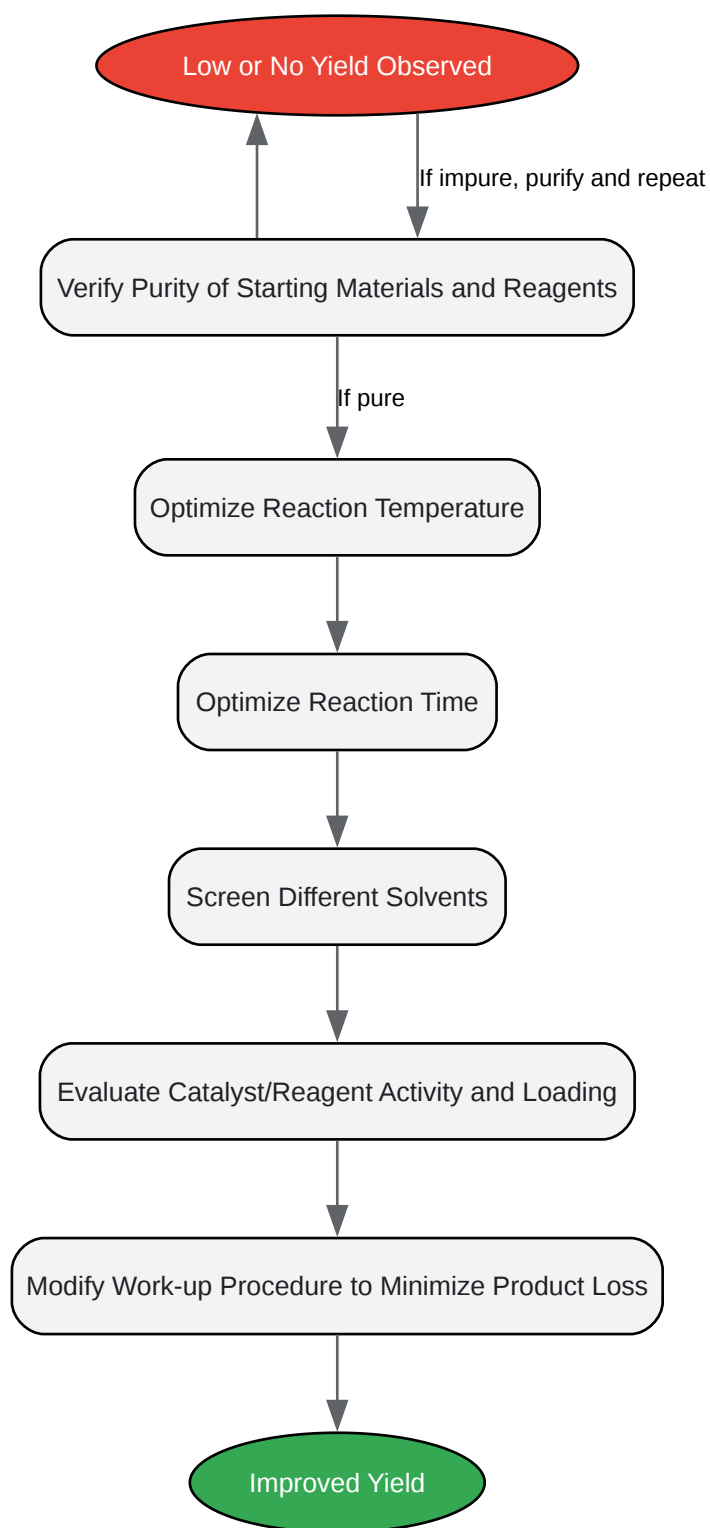 Low or No Yield Observed
If impure, purify and repeat
Verify Purity of Starting Materials and Reagents
If pure
Optimize Reaction Temperature
Optimize Reaction Time
Screen Different Solvents
Evaluate Catalyst/Reagent Activity and Loading
Modify Work-up Procedure to Minimize Product Loss
Improved Yield